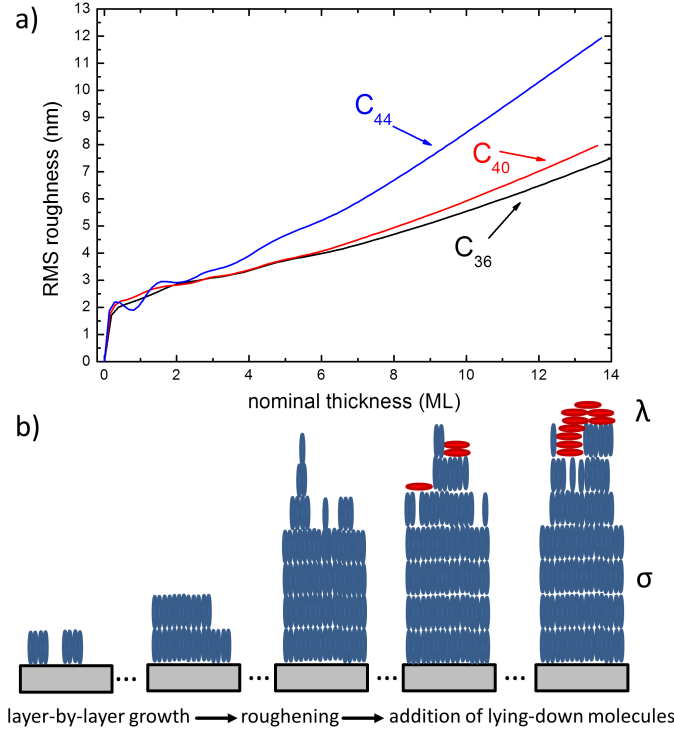 a)
13
12
11
10
9
8
7
6
5
4
3
2
1
0
RMS roughness (nm)
C44
C40
C36
0 2 4 6 8 10 12 14
nominal thickness (ML)
b)
λ
σ
... ... ... ...
layer-by-layer growth → roughening → addition of lying-down molecules